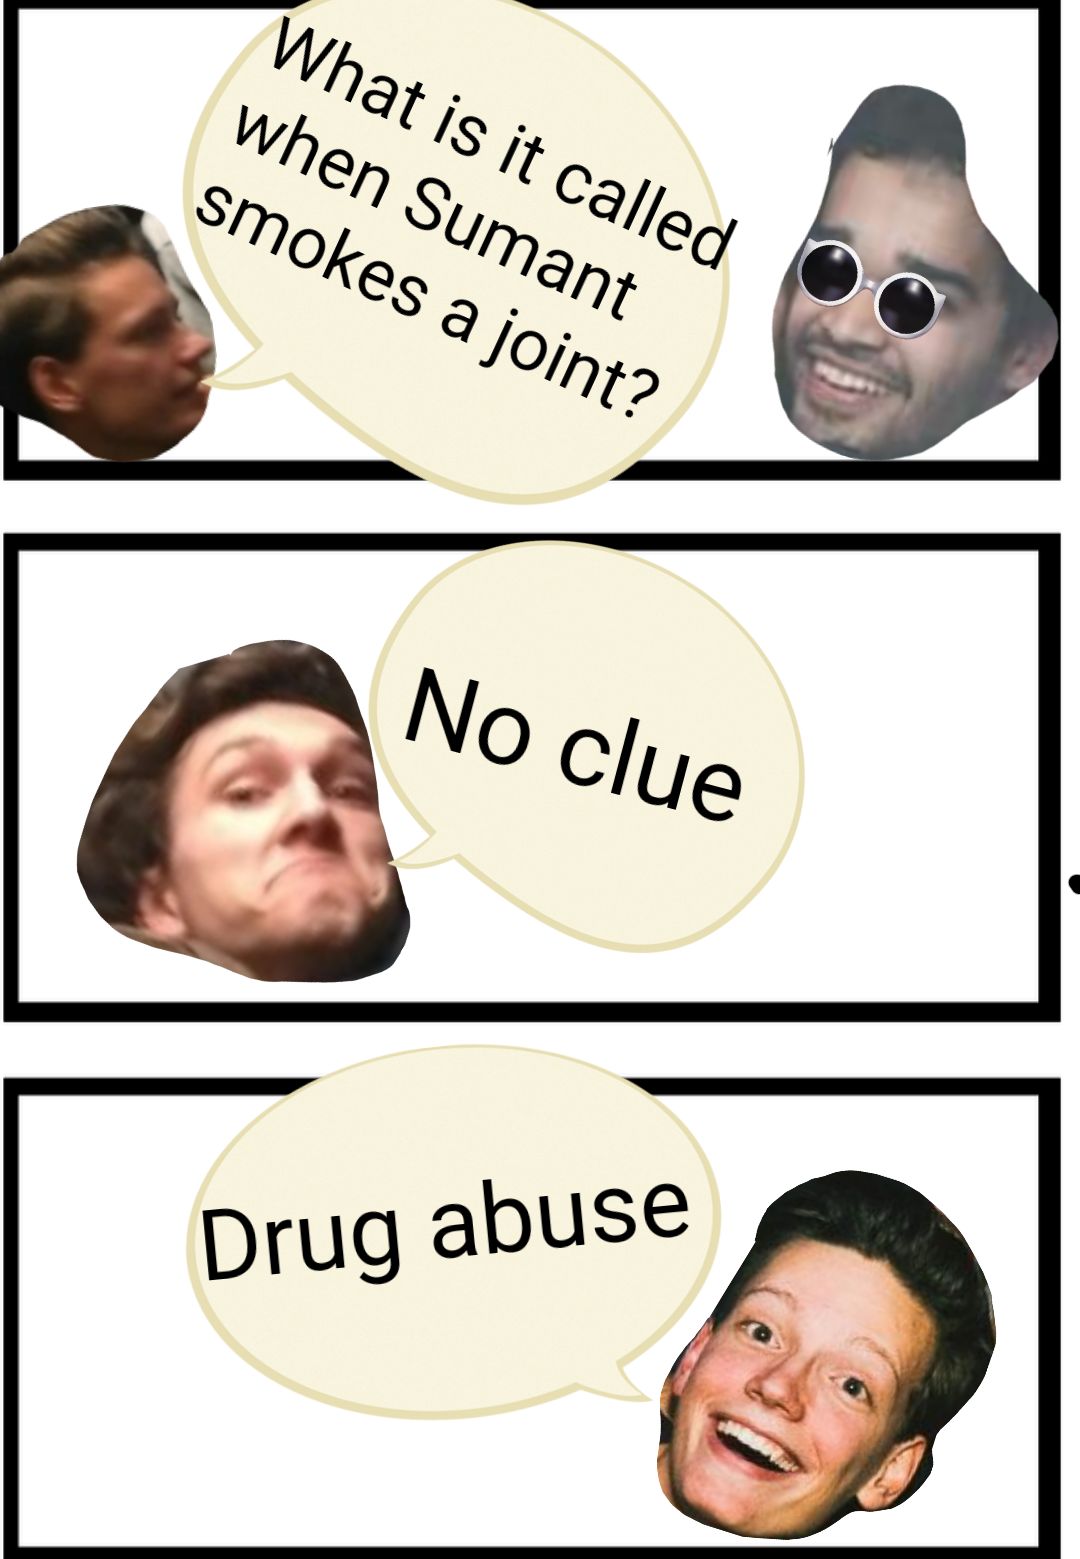 What is it called
when Sumant
smokes a joint?
No clue
Drug abuse